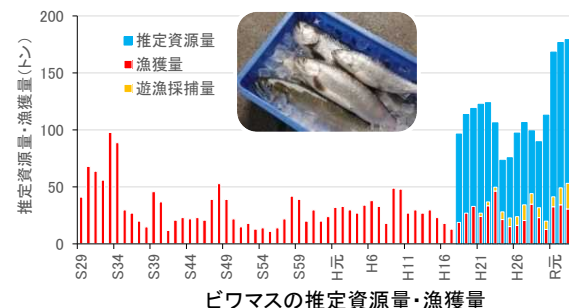 推定資源量・漁獲量(トン)
200
150
100
50
0
推定資源量
漁獲量
遊漁採捕量
S29
S34
S39
S44
S49
S54
S59
H元
H6
H11
H16
H21
H26
R元
ビワマスの推定資源量・漁獲量